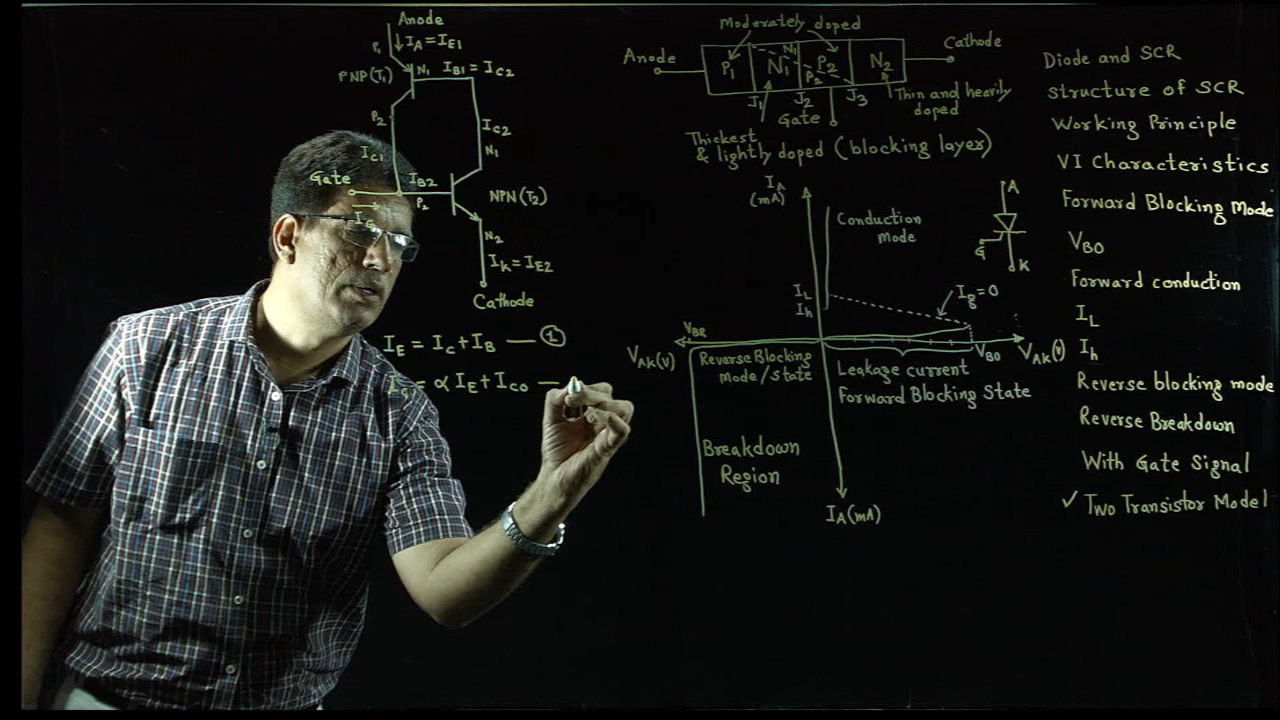 Anode
P1 IA = IE1
PNP(T1) N1 IB1 = IC2
P2
IC2
N1
IC1
Gate IB2
P2
NPN(T2)
IG
N2
IK = IE2
Cathode
IE = IC + IB — 1
= α IE + ICO —
Moderately doped
Anode P1 N1 N1 P2 P2 N2 Cathode
J1 J2 J3
Gate
Thin and heavily
doped
Thickest
& lightly doped (blocking layer)
IA
(mA)
Conduction
mode
A
G
K
IL
Ih
Ig=0
VBR
VAK(V)
VBO
VAK(V)
Reverse Blocking
mode/state
Leakage current
Forward Blocking State
Breakdown
Region
IA(mA)
Diode and SCR
structure of SCR
Working Principle
VI Characteristics
Forward Blocking Mode
VBO
Forward conduction
IL
Ih
Reverse blocking mode
Reverse Breakdown
With Gate Signal
✓ Two Transistor Model